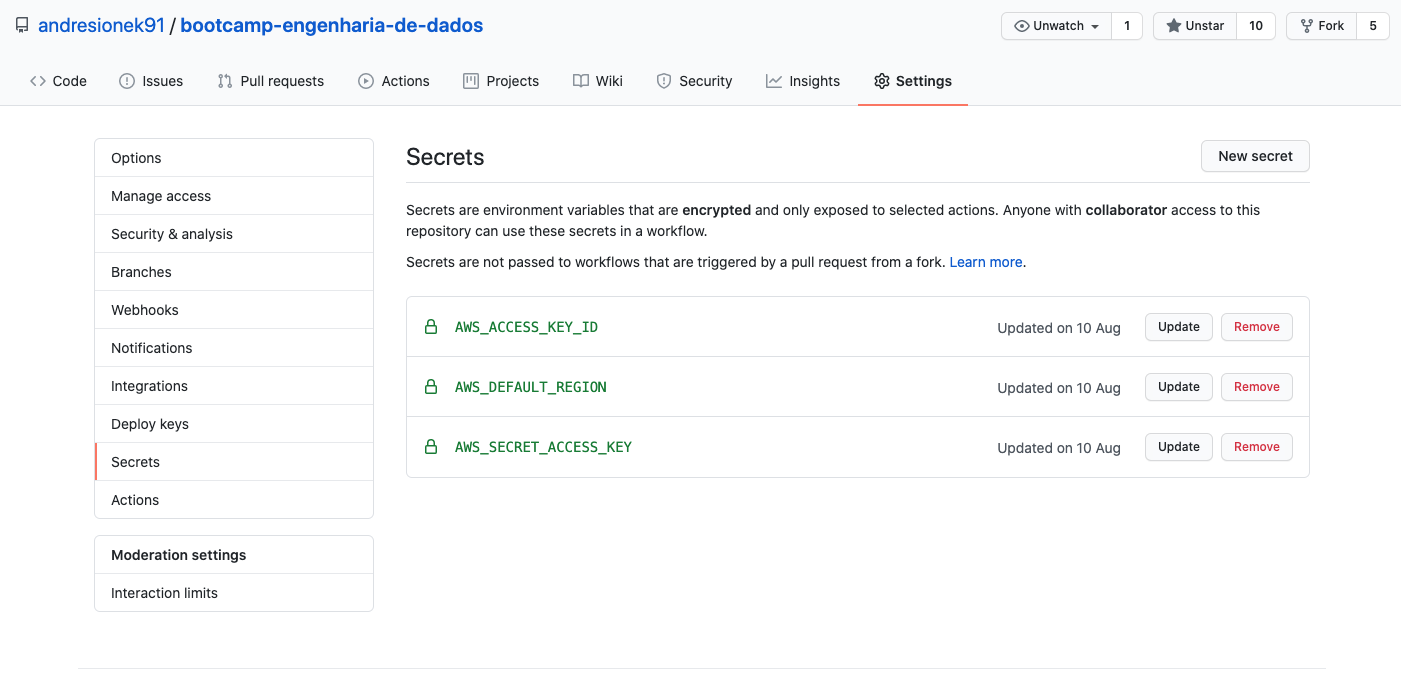 andresionek91 / bootcamp-engenharia-de-dados
Unwatch 1 Unstar 10 Fork 5
Code Issues Pull requests Actions Projects Wiki Security Insights Settings
Options
Manage access
Security & analysis
Branches
Webhooks
Notifications
Integrations
Deploy keys
Secrets
Actions
Moderation settings
Interaction limits
Secrets
New secret
Secrets are environment variables that are encrypted and only exposed to selected actions. Anyone with collaborator access to this
repository can use these secrets in a workflow.
Secrets are not passed to workflows that are triggered by a pull request from a fork. Learn more.
AWS_ACCESS_KEY_ID Updated on 10 Aug Update Remove
AWS_DEFAULT_REGION Updated on 10 Aug Update Remove
AWS_SECRET_ACCESS_KEY Updated on 10 Aug Update Remove